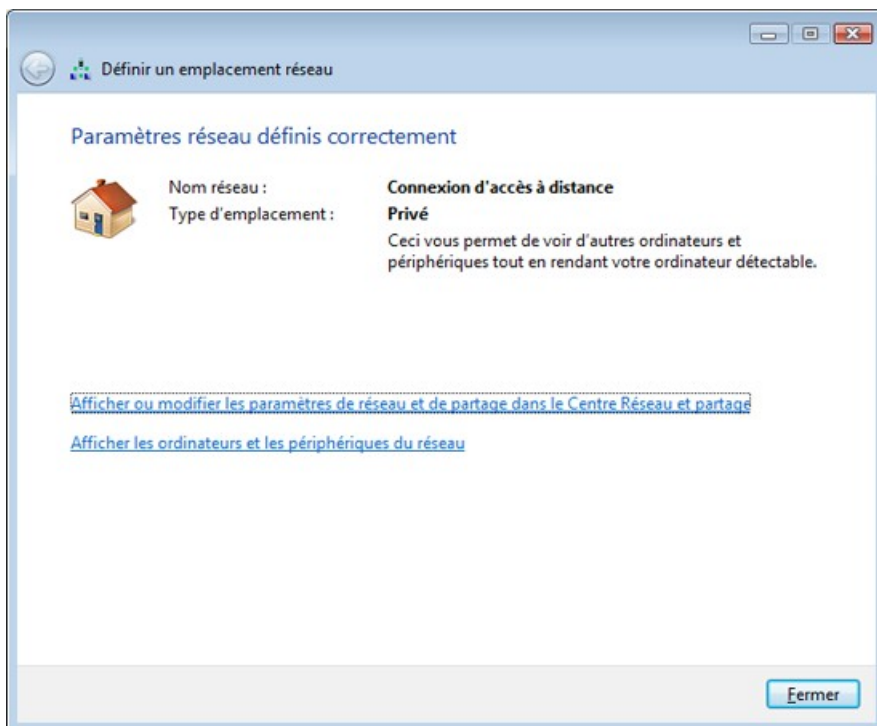 Définir un emplacement réseau
Paramètres réseau définis correctement
Nom réseau : Connexion d'accès à distance
Type d'emplacement : Privé
Ceci vous permet de voir d'autres ordinateurs et
périphériques tout en rendant votre ordinateur détectable.
Afficher ou modifier les paramètres de réseau et de partage dans le Centre Réseau et partage
Afficher les ordinateurs et les périphériques du réseau
Fermer